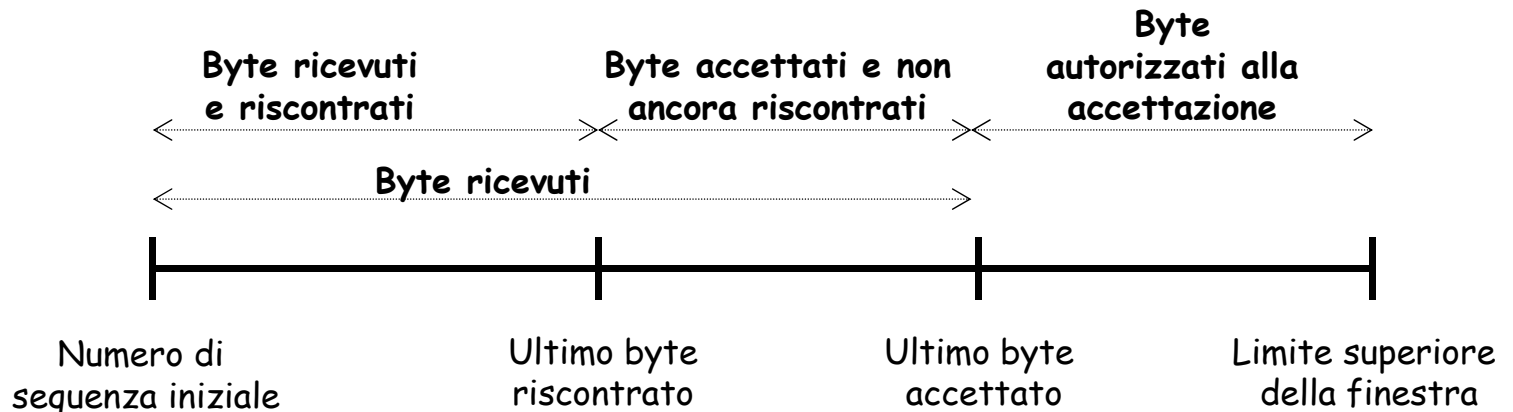 Byte ricevuti
e riscontrati
Byte accettati e non
ancora riscontrati
Byte
autorizzati alla
accettazione
Byte ricevuti
Numero di
sequenza iniziale
Ultimo byte
riscontrato
Ultimo byte
accettato
Limite superiore
della finestra